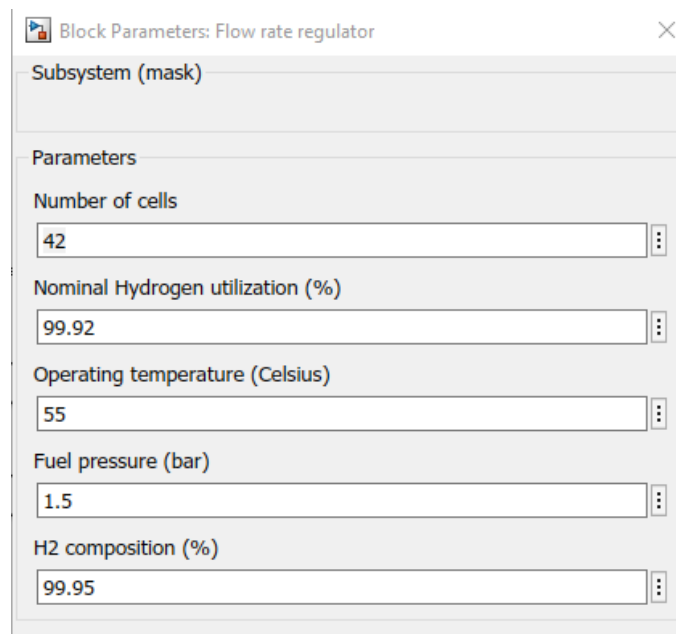 Block Parameters: Flow rate regulator
Subsystem (mask)
Parameters
Number of cells
42
Nominal Hydrogen utilization (%)
99.92
Operating temperature (Celsius)
55
Fuel pressure (bar)
1.5
H2 composition (%)
99.95